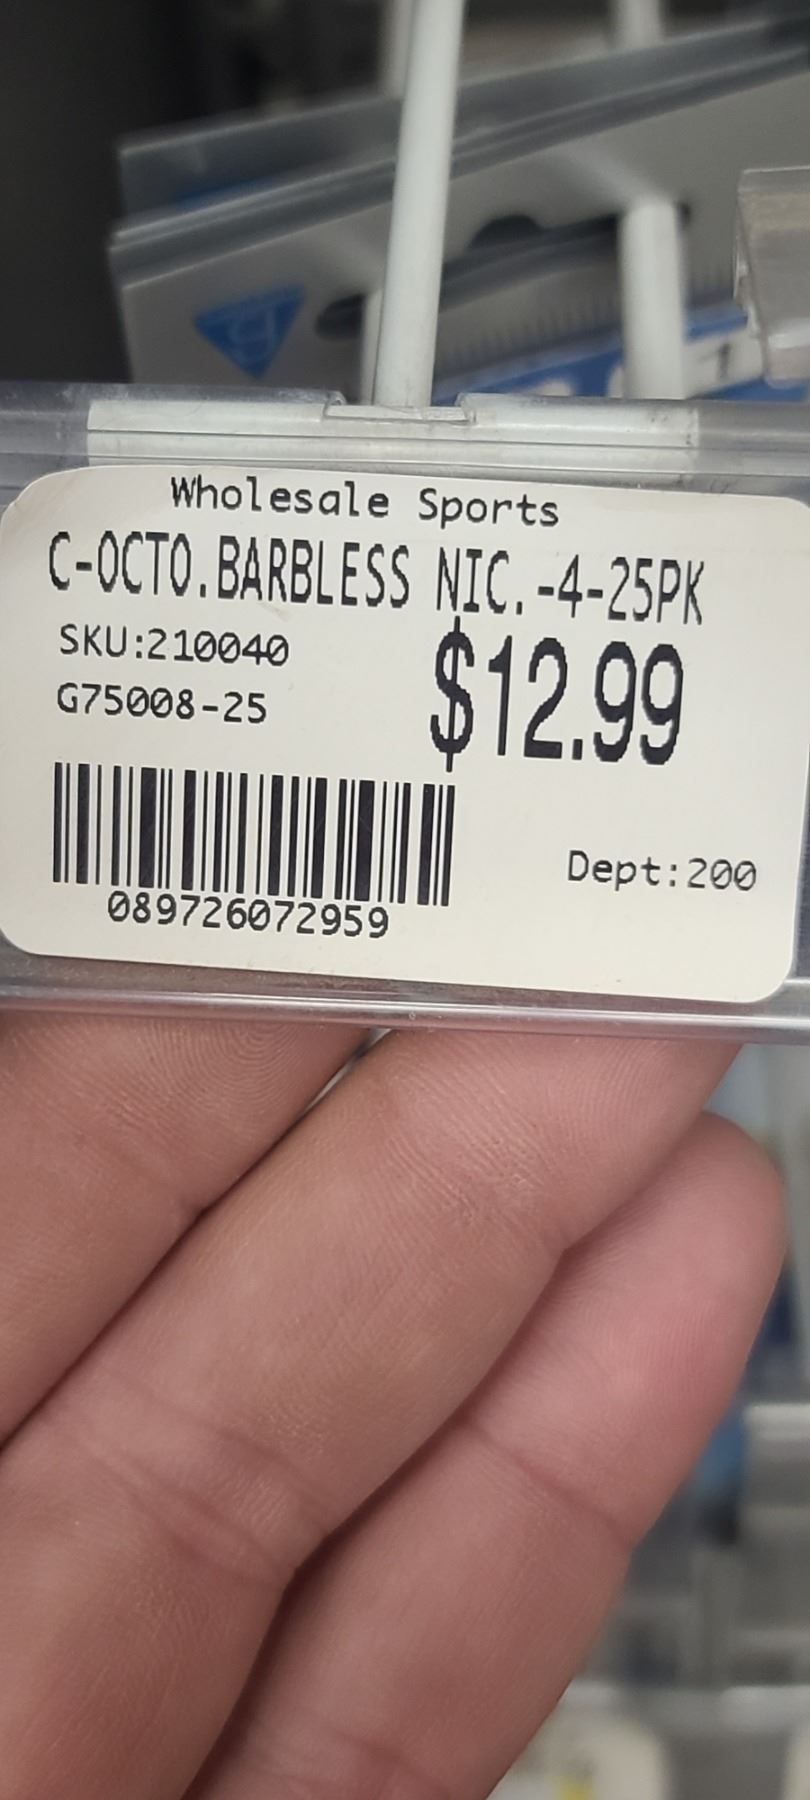 Wholesale Sports
C-OCTO.BARBLESS NIC.-4-25PK
SKU:210040
$12.99
G75008-25
Dept:200
089726072959